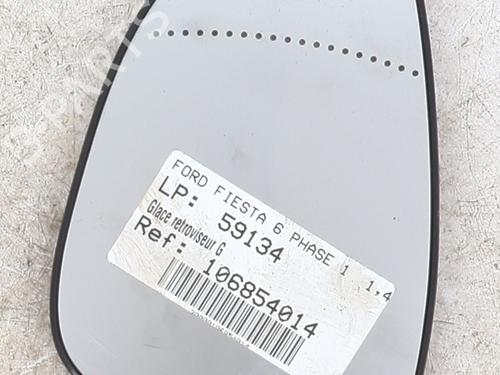 FORD FIESTA 6 PHASE 1 1,4
LP: 59134
Glace retroviseur G
Ref: 106854014